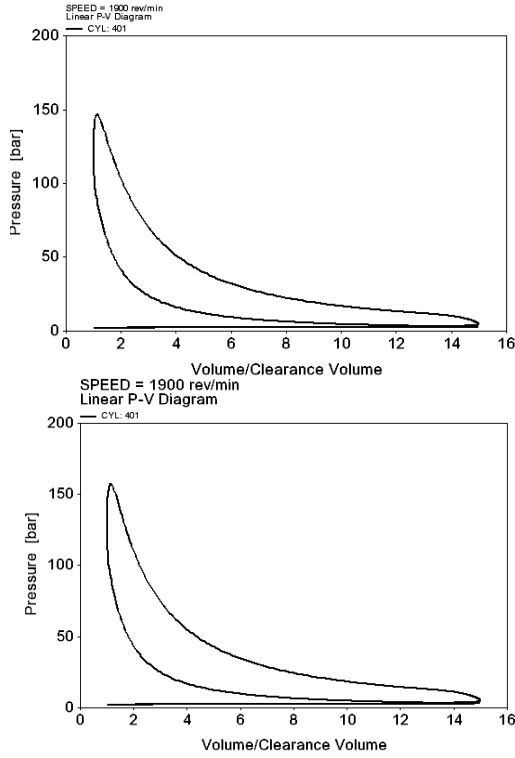 SPEED = 1900 rev/min
Linear P-V Diagram
CYL: 401
200
150
100
50
0
Pressure [bar]
0 2 4 6 8 10 12 14 16
Volume/Clearance Volume
SPEED = 1900 rev/min
Linear P-V Diagram
CYL: 401
200
150
100
50
0
Pressure [bar]
0 2 4 6 8 10 12 14 16
Volume/Clearance Volume